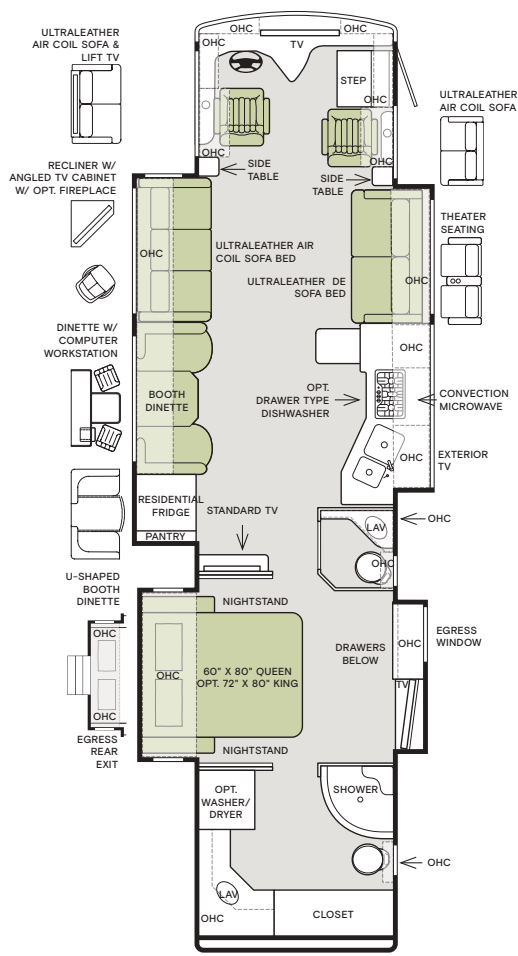 ULTRALEATHER
AIR COIL SOFA &
LIFT TV
OHC
OHC
OHC
TV
STEP
OHC
ULTRALEATHER
AIR COIL SOFA
OHC
OHC
RECLINER W/
ANGLED TV CABINET
W/ OPT. FIREPLACE
SIDE
TABLE
SIDE
TABLE
THEATER
SEATING
OHC
ULTRALEATHER AIR
COIL SOFA BED
ULTRALEATHER DE
SOFA BED
OHC
DINETTE W/
COMPUTER
WORKSTATION
OHC
BOOTH
DINETTE
OPT.
DRAWER TYPE
DISHWASHER
CONVECTION
MICROWAVE
OHC
EXTERIOR
TV
RESIDENTIAL
FRIDGE
PANTRY
STANDARD TV
LAV
OHC
OHC
U-SHAPED
BOOTH
DINETTE
NIGHTSTAND
OHC
OHC
EGRESS
REAR
EXIT
OHC
60" X 80" QUEEN
OPT. 72" X 80" KING
DRAWERS
BELOW
OHC
EGRESS
WINDOW
TV
NIGHTSTAND
OPT.
WASHER/
DRYER
SHOWER
OHC
LAV
OHC
CLOSET